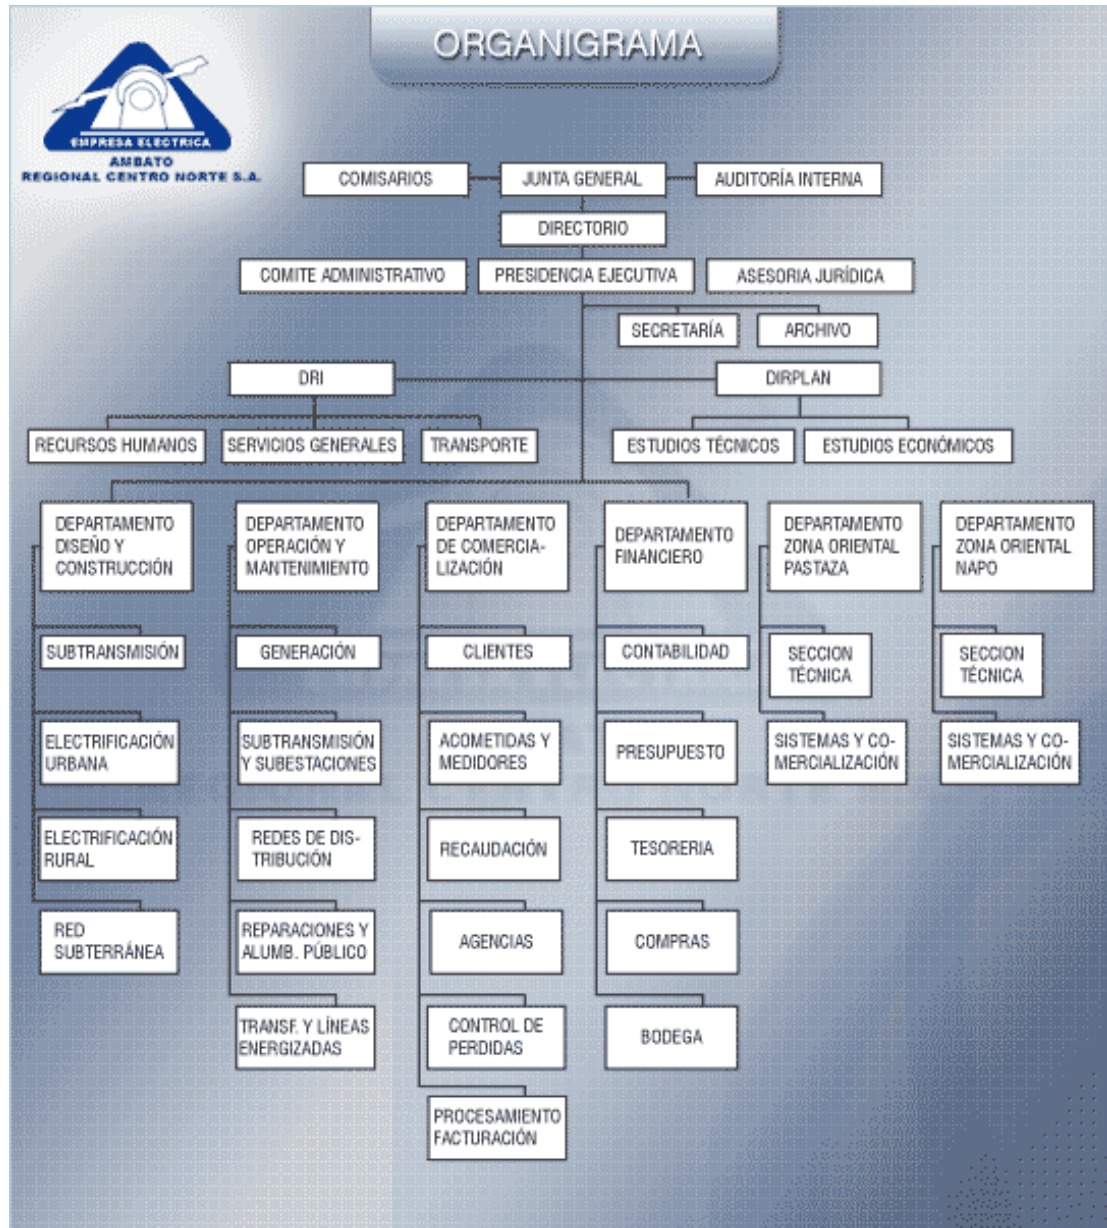 ORGANIGRAMA
EMPRESA ELECTRICA
AMBATO
REGIONAL CENTRO NORTE S.A.
COMISARIOS
JUNTA GENERAL
AUDITORÍA INTERNA
DIRECTORIO
COMITE ADMINISTRATIVO
PRESIDENCIA EJECUTIVA
ASESORIA JURÍDICA
SECRETARÍA
ARCHIVO
DRI
DIRPLAN
RECURSOS HUMANOS
SERVICIOS GENERALES
TRANSPORTE
ESTUDIOS TÉCNICOS
ESTUDIOS ECONÓMICOS
DEPARTAMENTO
DISEÑO Y
CONSTRUCCIÓN
DEPARTAMENTO
OPERACIÓN Y
MANTENIMIENTO
DEPARTAMENTO
DE COMERCIA-
LIZACIÓN
DEPARTAMENTO
FINANCIERO
DEPARTAMENTO
ZONA ORIENTAL
PASTAZA
DEPARTAMENTO
ZONA ORIENTAL
NAPO
SUBTRANSMISIÓN
GENERACIÓN
CLIENTES
CONTABILIDAD
SECCION
TÉCNICA
SECCION
TÉCNICA
ELECTRIFICACIÓN
URBANA
SUBTRANSMISIÓN
Y SUBESTACIONES
ACOMETIDAS Y
MEDIDORES
PRESUPUESTO
SISTEMAS Y CO-
MERCIALIZACIÓN
SISTEMAS Y CO-
MERCIALIZACIÓN
ELECTRIFICACIÓN
RURAL
REDES DE DIS-
TRIBUCIÓN
RECAUDACIÓN
TESORERIA
RED
SUBTERRÁNEA
REPARACIONES Y
ALUMB. PÚBLICO
AGENCIAS
COMPRAS
TRANSF. Y LÍNEAS
ENERGIZADAS
CONTROL DE
PERDIDAS
BODEGA
PROCESAMIENTO
FACTURACIÓN